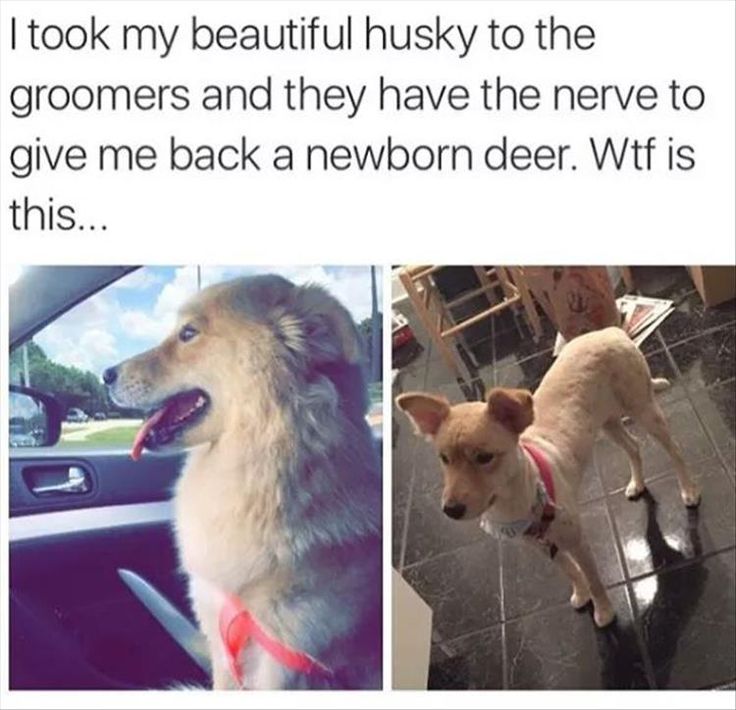 I took my beautiful husky to the
groomers and they have the nerve to
give me back a newborn deer. Wtf is
this...